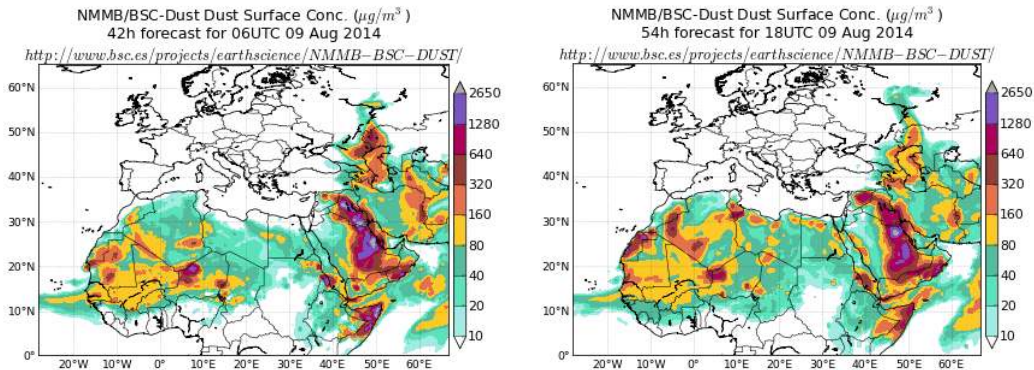 NMMB/BSC-Dust Dust Surface Conc. (µg/m³ )
42h forecast for 06UTC 09 Aug 2014
http://www.bsc.es/projects/earthscience/NMMB−BSC−DUST/
60°N
50°N
40°N
30°N
20°N
10°N
0°
20°W
10°W
0°
10°E
20°E
30°E
40°E
50°E
60°E
2650
1280
640
320
160
80
40
20
10
NMMB/BSC-Dust Dust Surface Conc. (µg/m³ )
54h forecast for 18UTC 09 Aug 2014
http://www.bsc.es/projects/earthscience/NMMB−BSC−DUST/
60°N
50°N
40°N
30°N
20°N
10°N
0°
20°W
10°W
0°
10°E
20°E
30°E
40°E
50°E
60°E
2650
1280
640
320
160
80
40
20
10